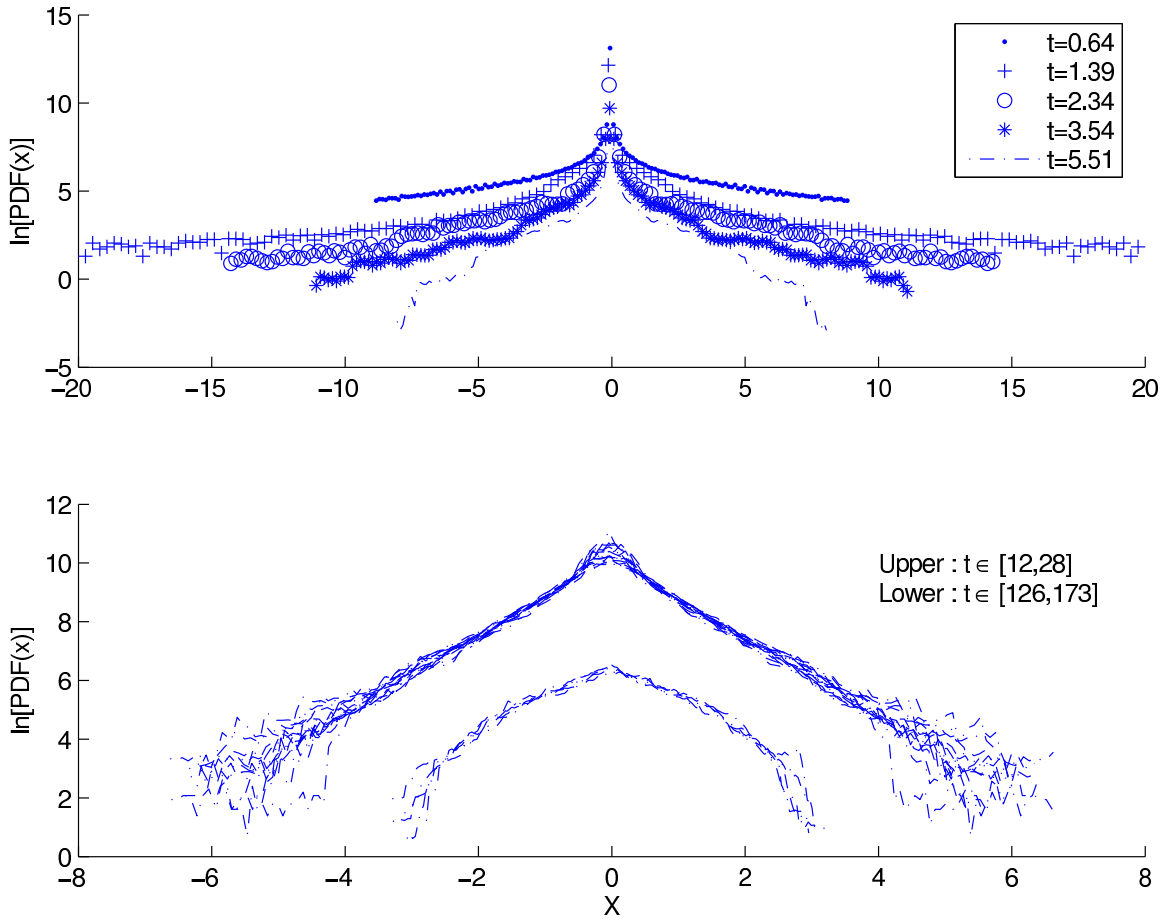 15
10
5
0
−5
ln[PDF(x)]
−20 −15 −10 −5 0 5 10 15 20
t=0.64
t=1.39
t=2.34
t=3.54
t=5.51
12
10
8
6
4
2
0
ln[PDF(x)]
Upper : t ∈ [12,28]
Lower : t ∈ [126,173]
−8 −6 −4 −2 0 2 4 6 8
X